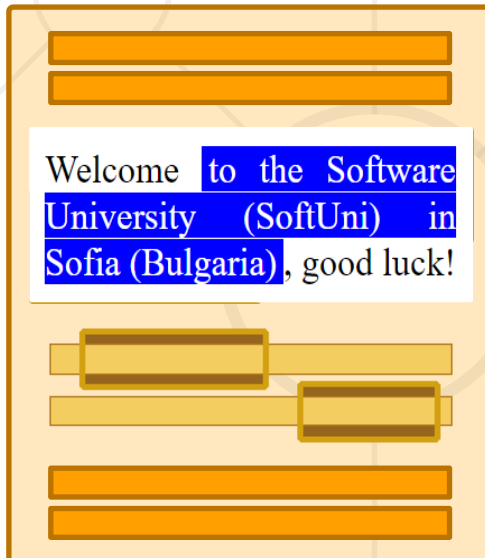 Welcome to the Software
University (SoftUni) in
Sofia (Bulgaria), good luck!